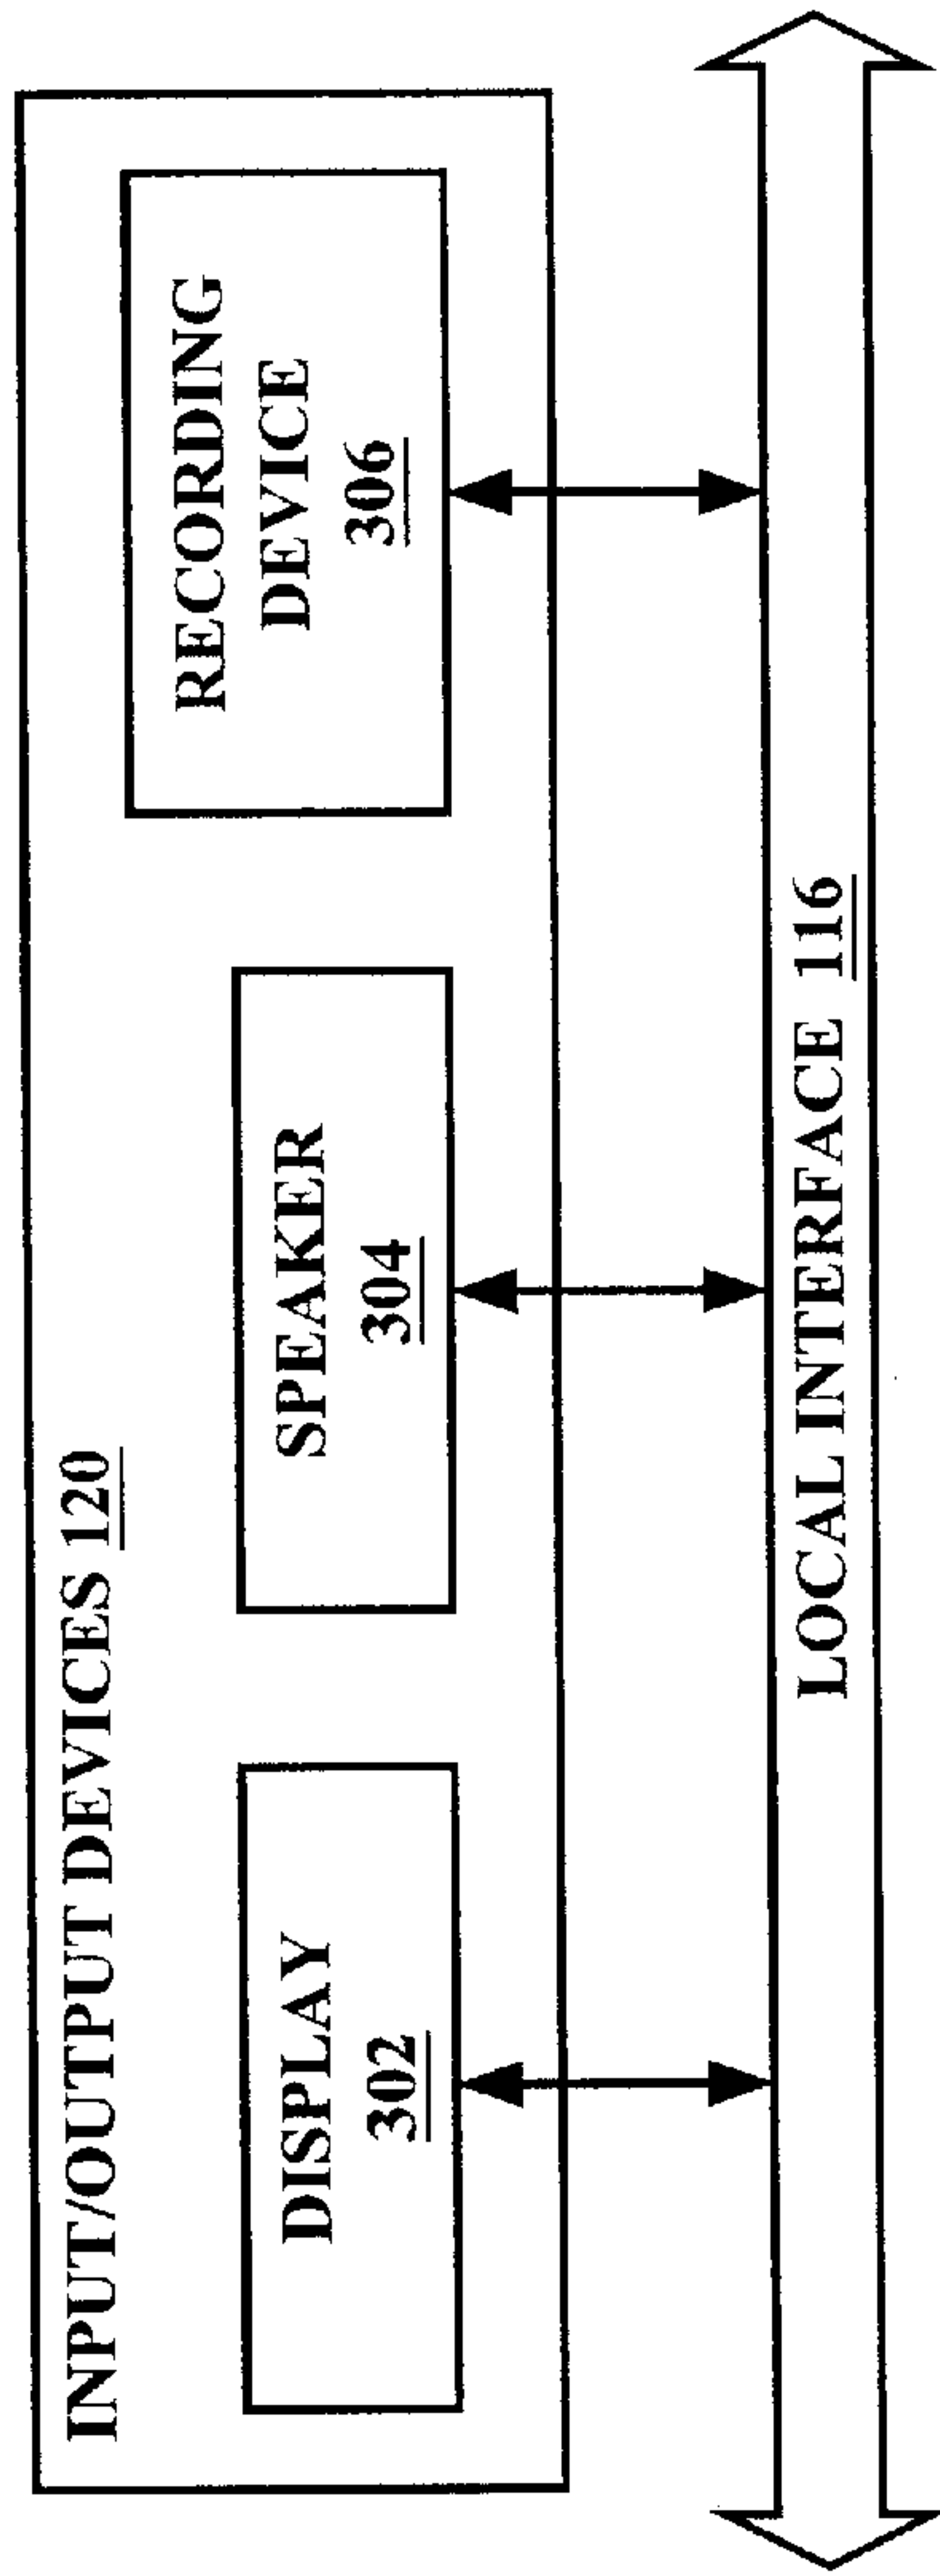 INPUT/OUTPUT DEVICES 120
DISPLAY
302
SPEAKER
304
RECORDING
DEVICE
306
LOCAL INTERFACE 116